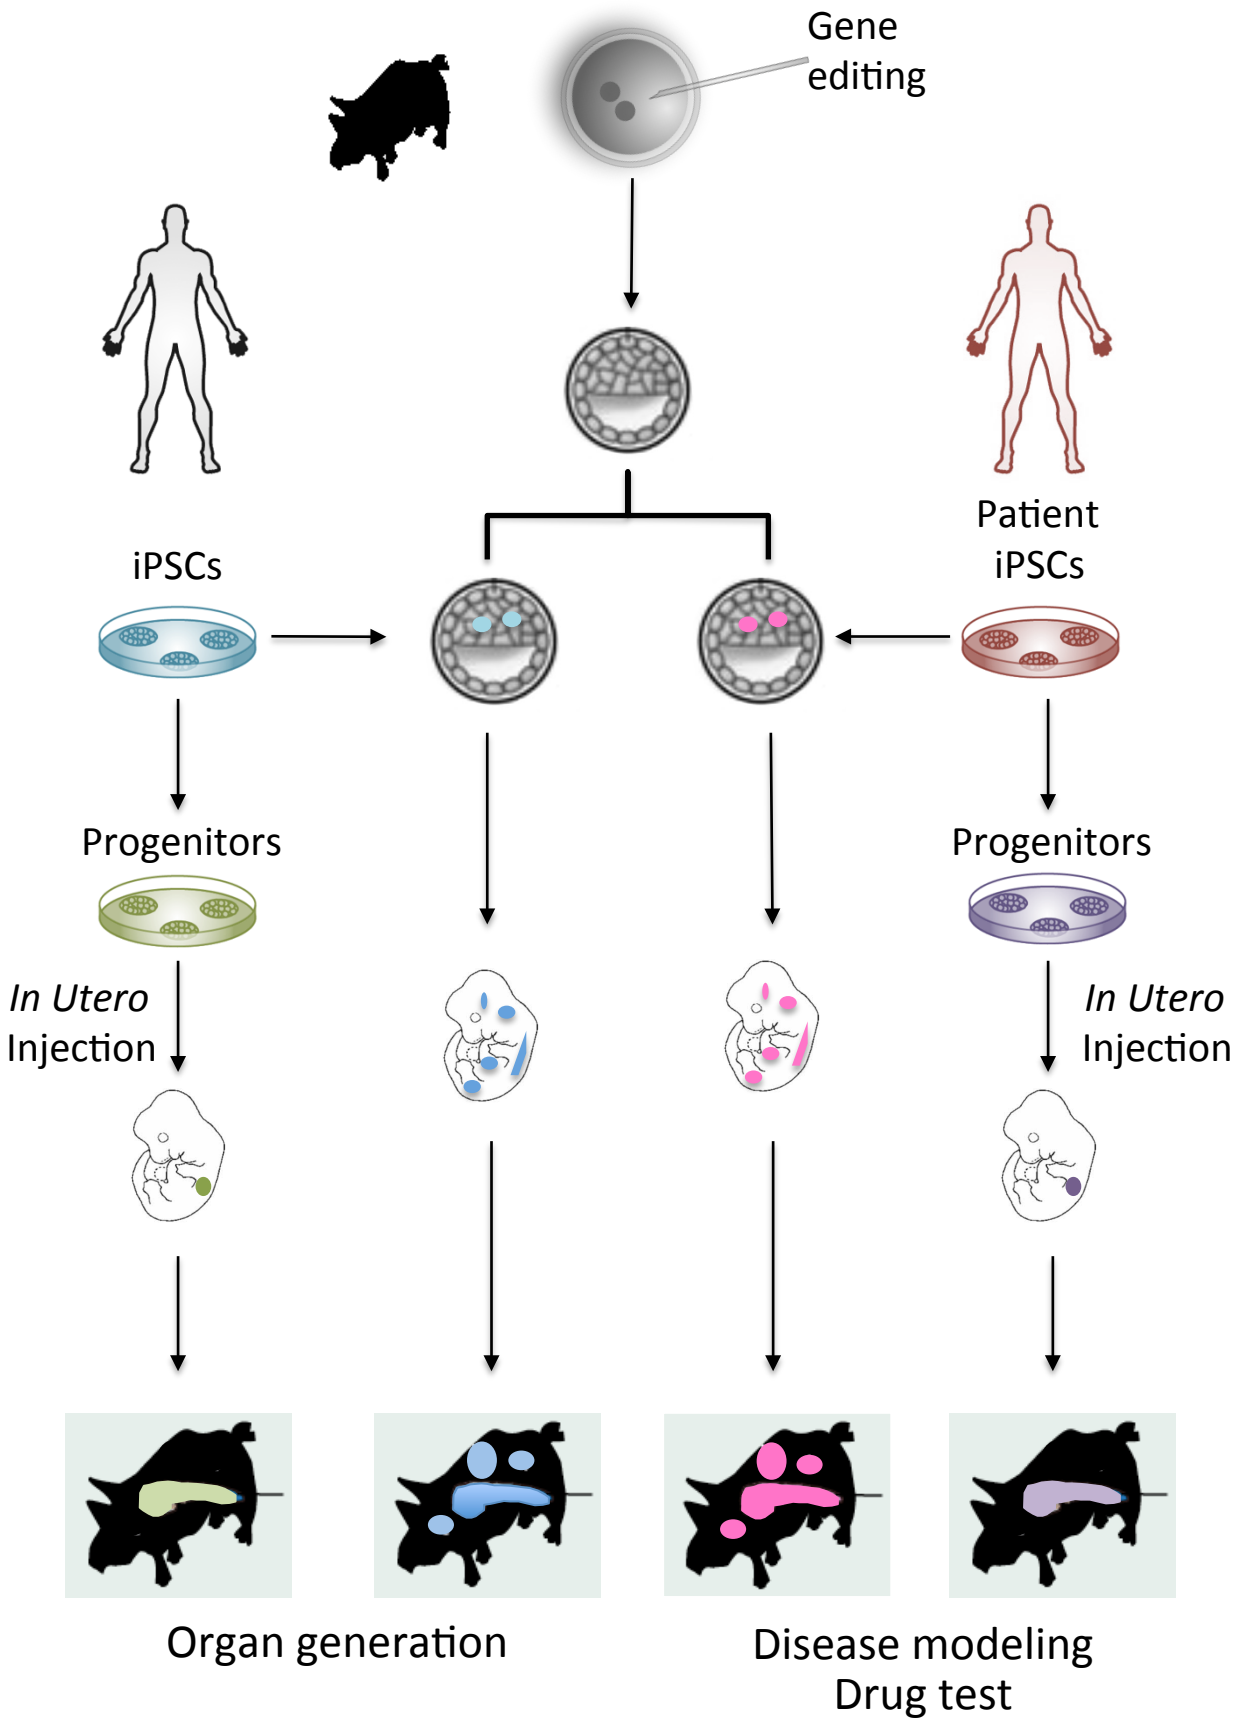 Gene
editing
iPSCs
Patient
iPSCs
Progenitors
Progenitors
In Utero
Injection
In Utero
Injection
Organ generation
Disease modeling
Drug test